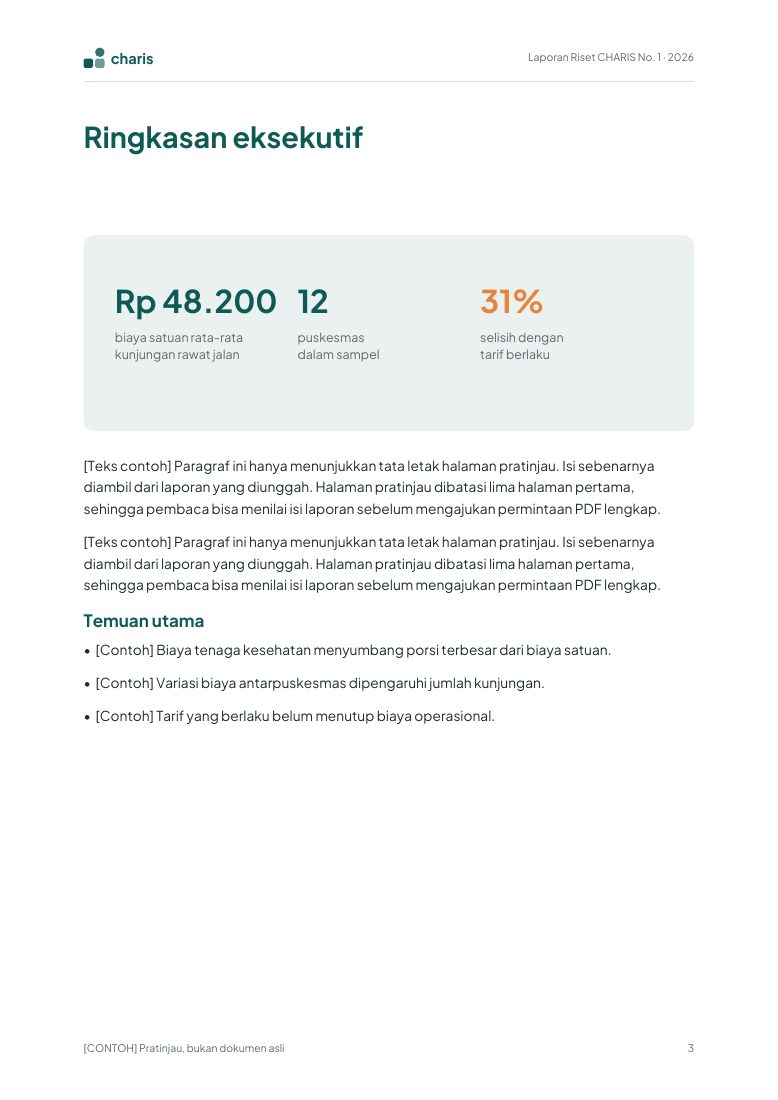 charis
Laporan Riset CHARIS No. 1 · 2026
Ringkasan eksekutif
Rp 48.200
biaya satuan rata-rata
kunjungan rawat jalan
12
puskesmas
dalam sampel
31%
selisih dengan
tarif berlaku
[Teks contoh] Paragraf ini hanya menunjukkan tata letak halaman pratinjau. Isi sebenarnya
diambil dari laporan yang diunggah. Halaman pratinjau dibatasi lima halaman pertama,
sehingga pembaca bisa menilai isi laporan sebelum mengajukan permintaan PDF lengkap.
[Teks contoh] Paragraf ini hanya menunjukkan tata letak halaman pratinjau. Isi sebenarnya
diambil dari laporan yang diunggah. Halaman pratinjau dibatasi lima halaman pertama,
sehingga pembaca bisa menilai isi laporan sebelum mengajukan permintaan PDF lengkap.
Temuan utama
• [Contoh] Biaya tenaga kesehatan menyumbang porsi terbesar dari biaya satuan.
• [Contoh] Variasi biaya antarpuskesmas dipengaruhi jumlah kunjungan.
• [Contoh] Tarif yang berlaku belum menutup biaya operasional.
[CONTOH] Pratinjau, bukan dokumen asli
3